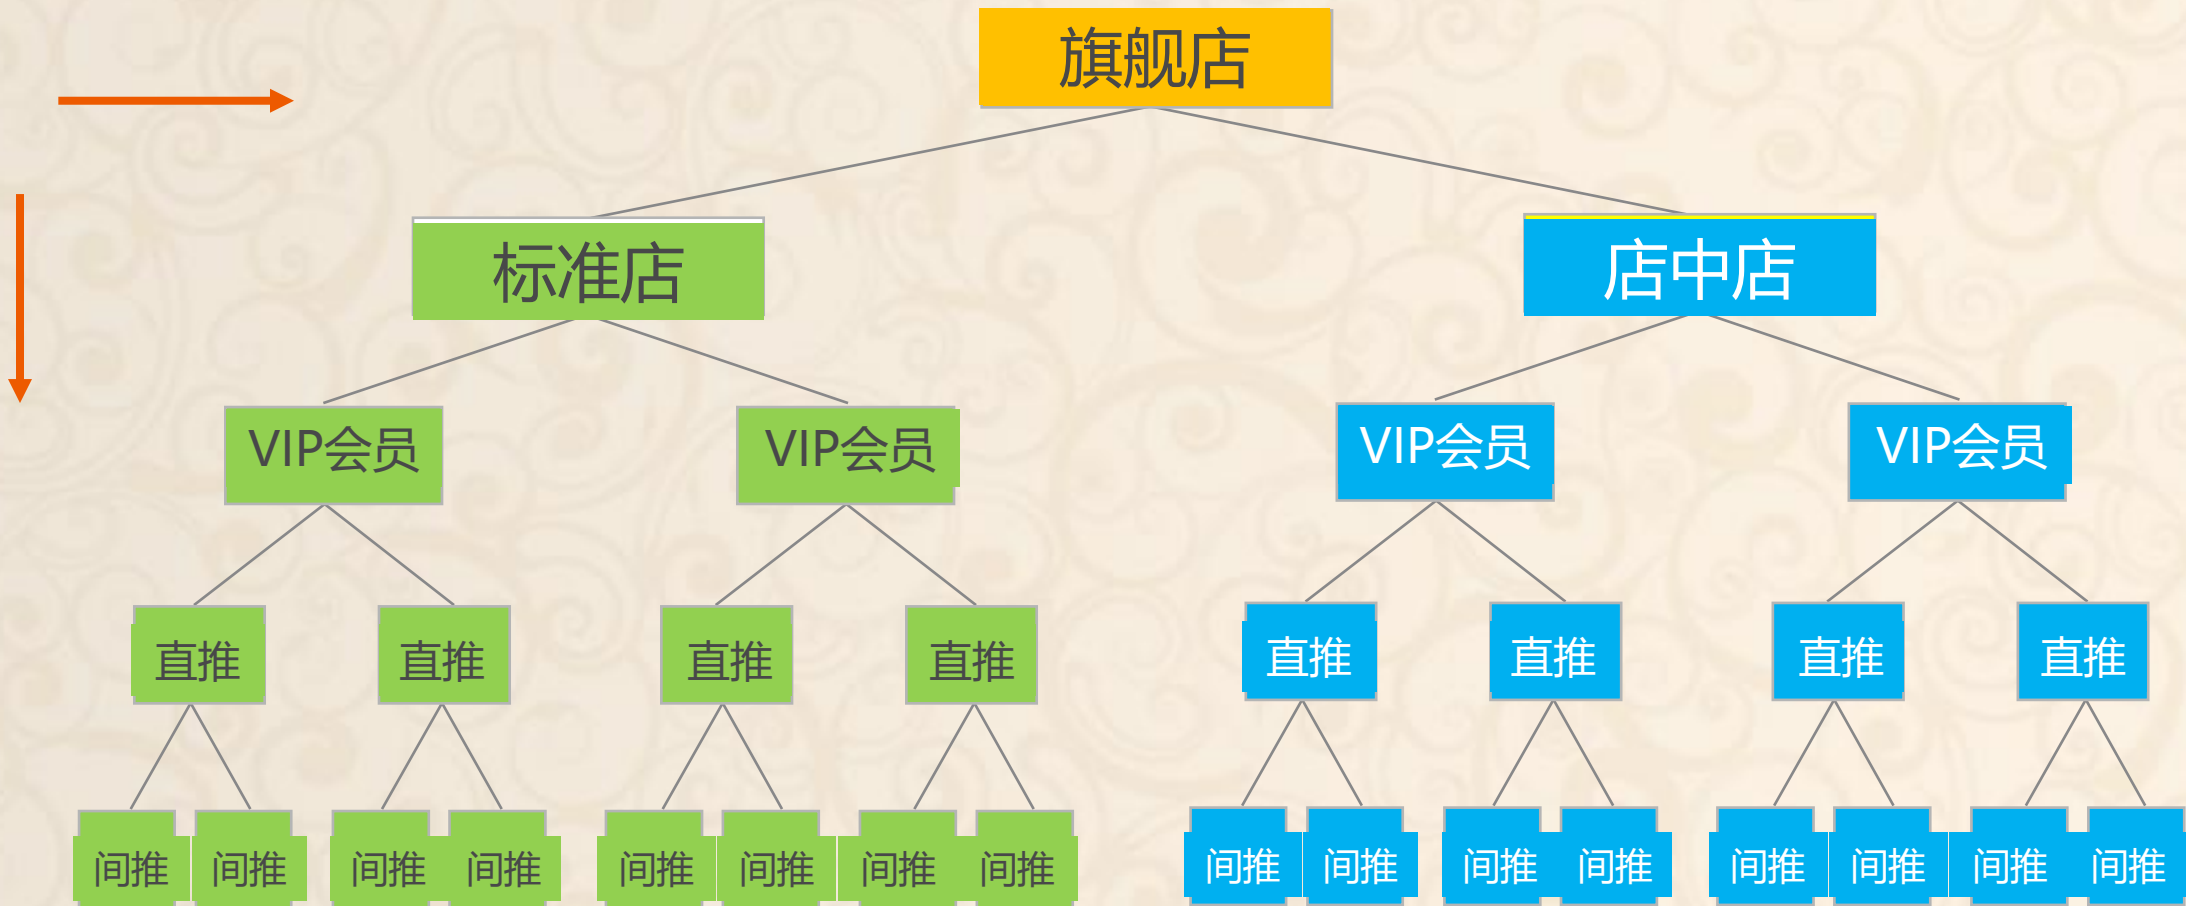 旗舰店
标准店 店中店
VIP会员 VIP会员 VIP会员 VIP会员
直推 直推 直推 直推 直推 直推 直推 直推
间推 间推 间推 间推 间推 间推 间推 间推 间推 间推 间推 间推 间推 间推 间推 间推